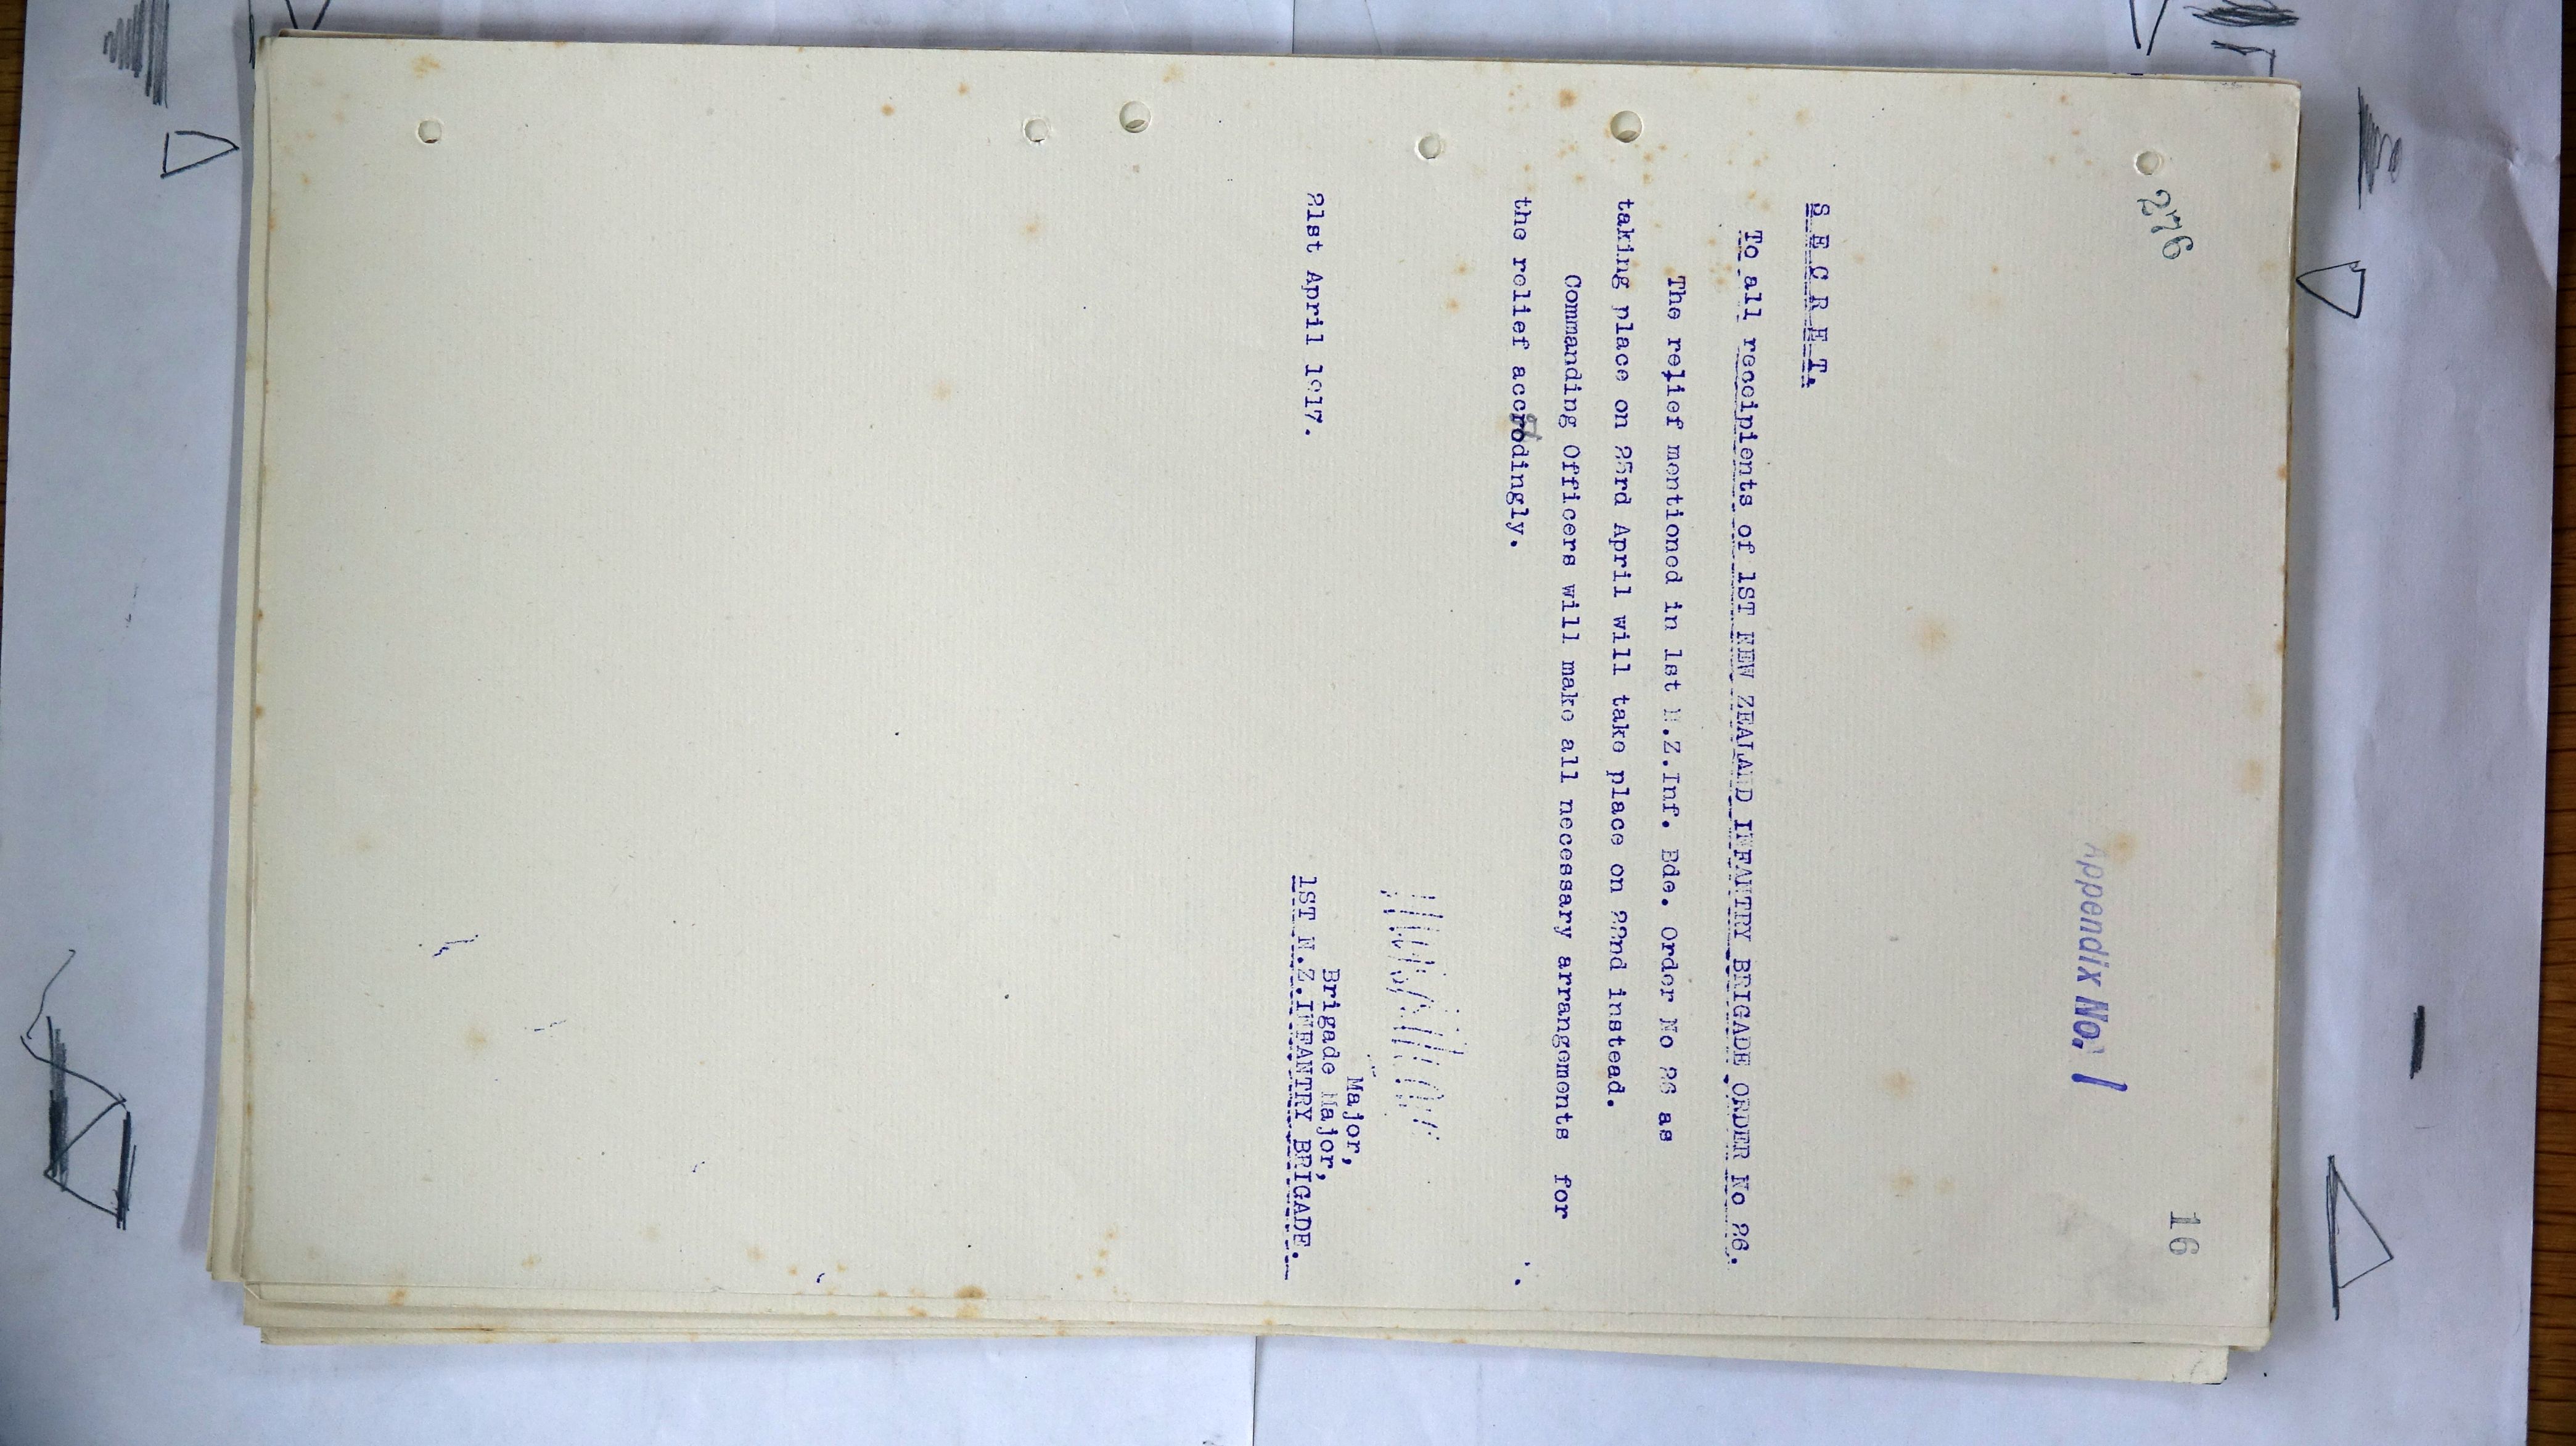 276
16
Appendix No. 1
S E C R E T.
To all recipients of 1ST NEW ZEALAND INFANTRY BRIGADE ORDER No 26.
The relief mentioned in 1st N.Z.Inf. Bde. Order No 26 as
taking place on 23rd April will take place on 22nd instead.
Commanding Officers will make all necessary arrangements for
the relief accrodingly.
Major,
Brigade Major,
21st April 1917. 1ST N.Z.INFANTRY BRIGADE.